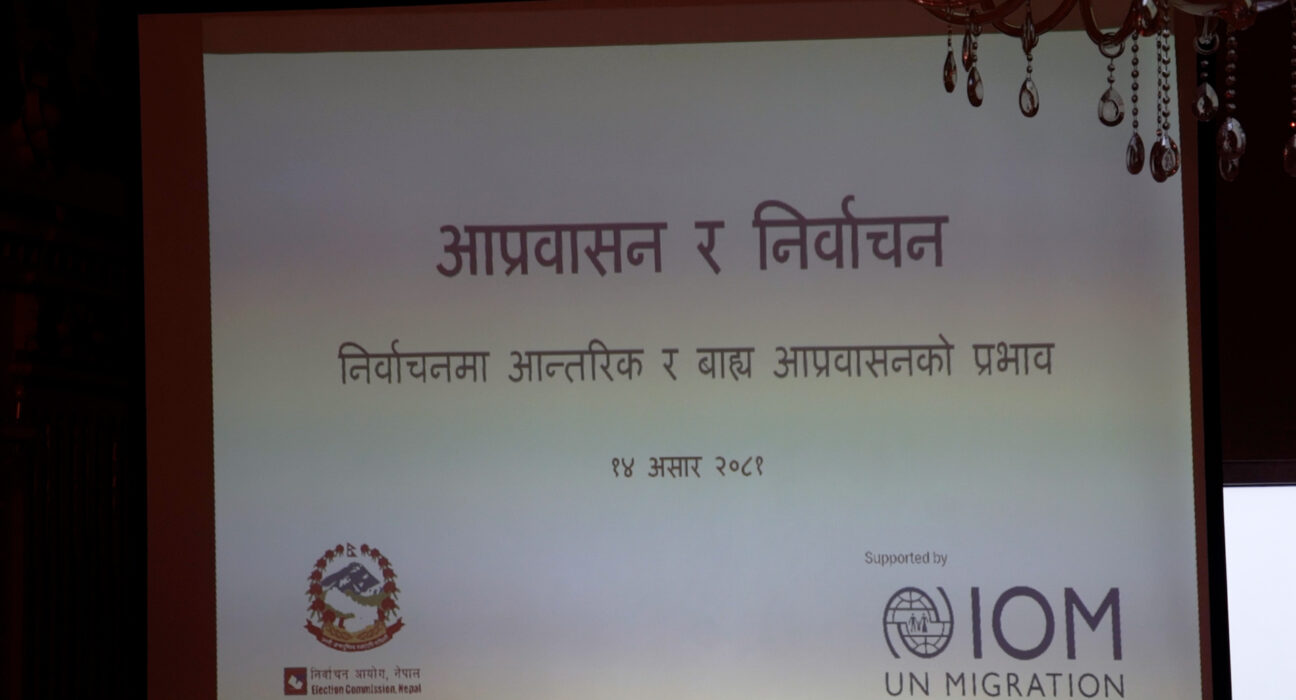 आप्रवासन र निर्वाचन
निर्वाचनमा आन्तरिक र बाह्य आप्रवासनको प्रभाव
१४ असार २०८१
Supported by
IOM
UN MIGRATION
निर्वाचन आयोग, नेपाल
Election Commission, Nepal